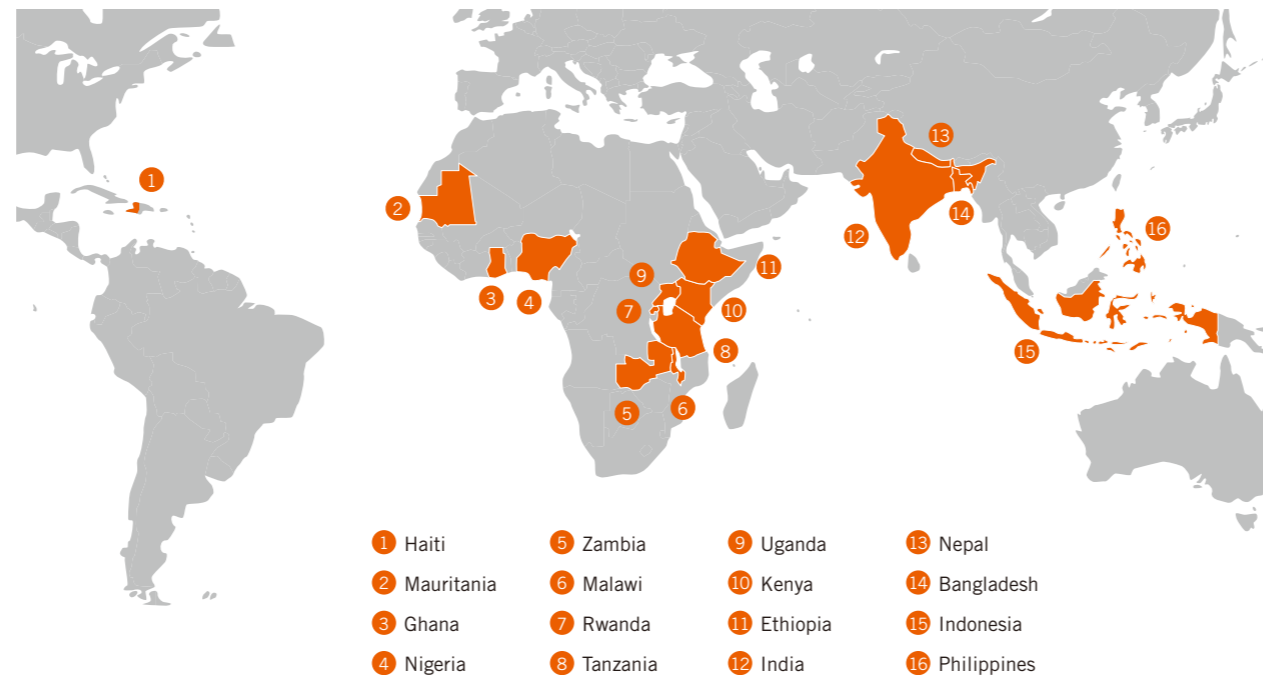 1
13
2
14
16
12
9
11
3
4
7
10
15
8
5
6
1 Haiti
2 Mauritania
3 Ghana
4 Nigeria
5 Zambia
6 Malawi
7 Rwanda
8 Tanzania
9 Uganda
10 Kenya
11 Ethiopia
12 India
13 Nepal
14 Bangladesh
15 Indonesia
16 Philippines